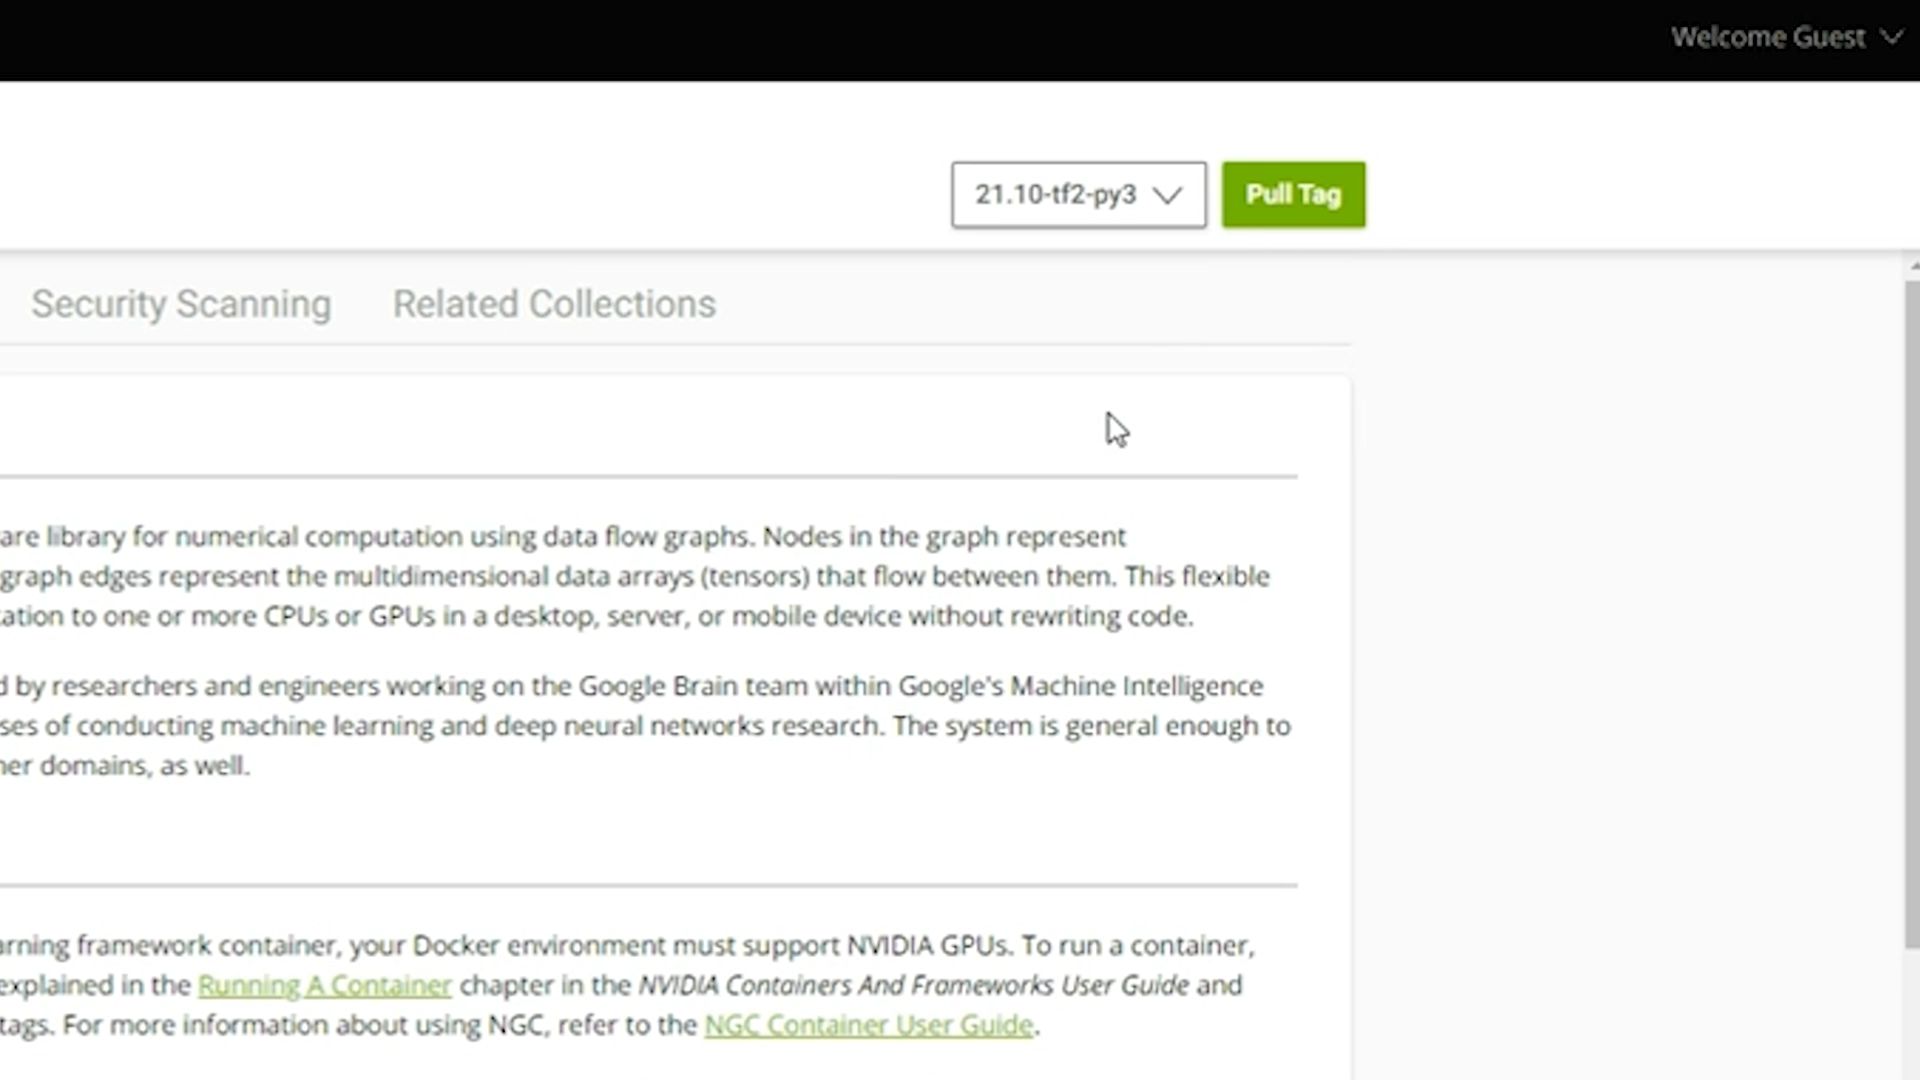 Welcome Guest
21.10-tf2-py3
Pull Tag
Security Scanning
Related Collections
are library for numerical computation using data flow graphs. Nodes in the graph represent
graph edges represent the multidimensional data arrays (tensors) that flow between them. This flexible
ation to one or more CPUs or GPUs in a desktop, server, or mobile device without rewriting code.
d by researchers and engineers working on the Google Brain team within Google's Machine Intelligence
ses of conducting machine learning and deep neural networks research. The system is general enough to
her domains, as well.
arning framework container, your Docker environment must support NVIDIA GPUs. To run a container,
explained in the Running A Container chapter in the NVIDIA Containers And Frameworks User Guide and
tags. For more information about using NGC, refer to the NGC Container User Guide.